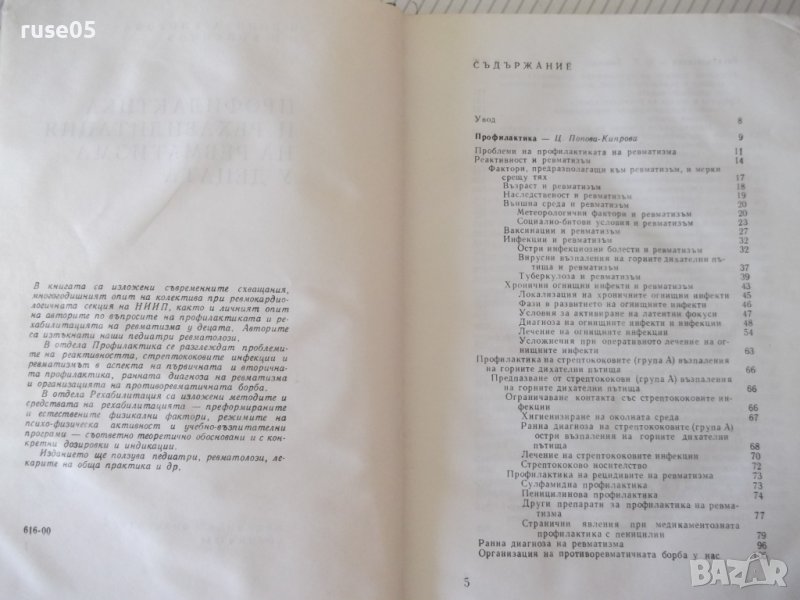 ruse05
В книгата са изложени съвременните схващания,
многогодишният опит на колектива при ревмокардио-
логичната секция на НИИП, както и личният опит
на авторите по въпросите на профилактиката и ре-
хабилитацията на ревматизма у децата. Авторите
са изтъкнати наши педиатри ревматолози.
В отдела Профилактика се разглеждат проблеми-
те на реактивността, стрептококовите инфекции и
ревматизмът в аспекта на първичната и вторична-
та профилактика, ранната диагноза на ревматизма
и организацията на противоревматичната борба.
В отдела Рехабилитация са изложени методите и
средствата на рехабилитацията — преформираните
и естествените физикални фактори, режимите на
психо-физическа активност и учебно-възпитателни
програми — съответно теоретично обосновани и с кон-
кретни дозировки и индикации.
Изданието ще ползува педиатри, ревматолози, ле-
карите на обща практика и др.
616-00
СЪДЪРЖАНИЕ
Увод 8
Профилактика — Ц. Попова-Кипрова 9
Проблеми на профилактиката на ревматизма 11
Реактивност и ревматизъм 14
Фактори, предразполагащи към ревматизъм, и мерки
срещу тях 17
Възраст и ревматизъм 18
Наследственост и ревматизъм 19
Външна среда и ревматизъм 20
Метеорологични фактори и ревматизъм 20
Социално-битови условия и ревматизъм 23
Ваксинации и ревматизъм 27
Инфекции и ревматизъм 32
Остри инфекциозни болести и ревматизъм 32
Вирусни възпаления на горните дихателни пъ-
тища и ревматизъм 37
Туберкулоза и ревматизъм 39
Хронични огнищни инфекти и ревматизъм 43
Локализация на хроничните огнищни инфекти 45
Фази в развитието на огнищните инфекти 46
Условия за активиране на латентни фокуси 47
Диагноза на огнищните инфекти и инфекции 48
Лечение на огнищните инфекти 54
Усложнения при оперативното лечение на ог-
нищните инфекти 63
Профилактика на стрептококовите (група А) възпаления
на горните дихателни пътища 66
Предпазване от стрептококови (група А) възпаления
на горните дихателни пътища 66
Ограничаване контакта със стрептококовите ин-
фекции 66
Хигиенизиране на околната среда 67
Ранна диагноза на стрептококовите (група А)
остри възпаления на горните дихателни
пътища 68
Лечение на стрептококовите инфекции 70
Стрептококово носителство 72
Профилактика на рецидивите на ревматизма 73
Сулфамидна профилактика 73
Пеницилинова профилактика 74
Други препарати за профилактика на ревма-
тизма 77
Странични явления при медикаментозната
профилактика с пеницилин 79
Ранна диагноза на ревматизма 96
Организация на противоревматичната борба у нас
5
BAZAR